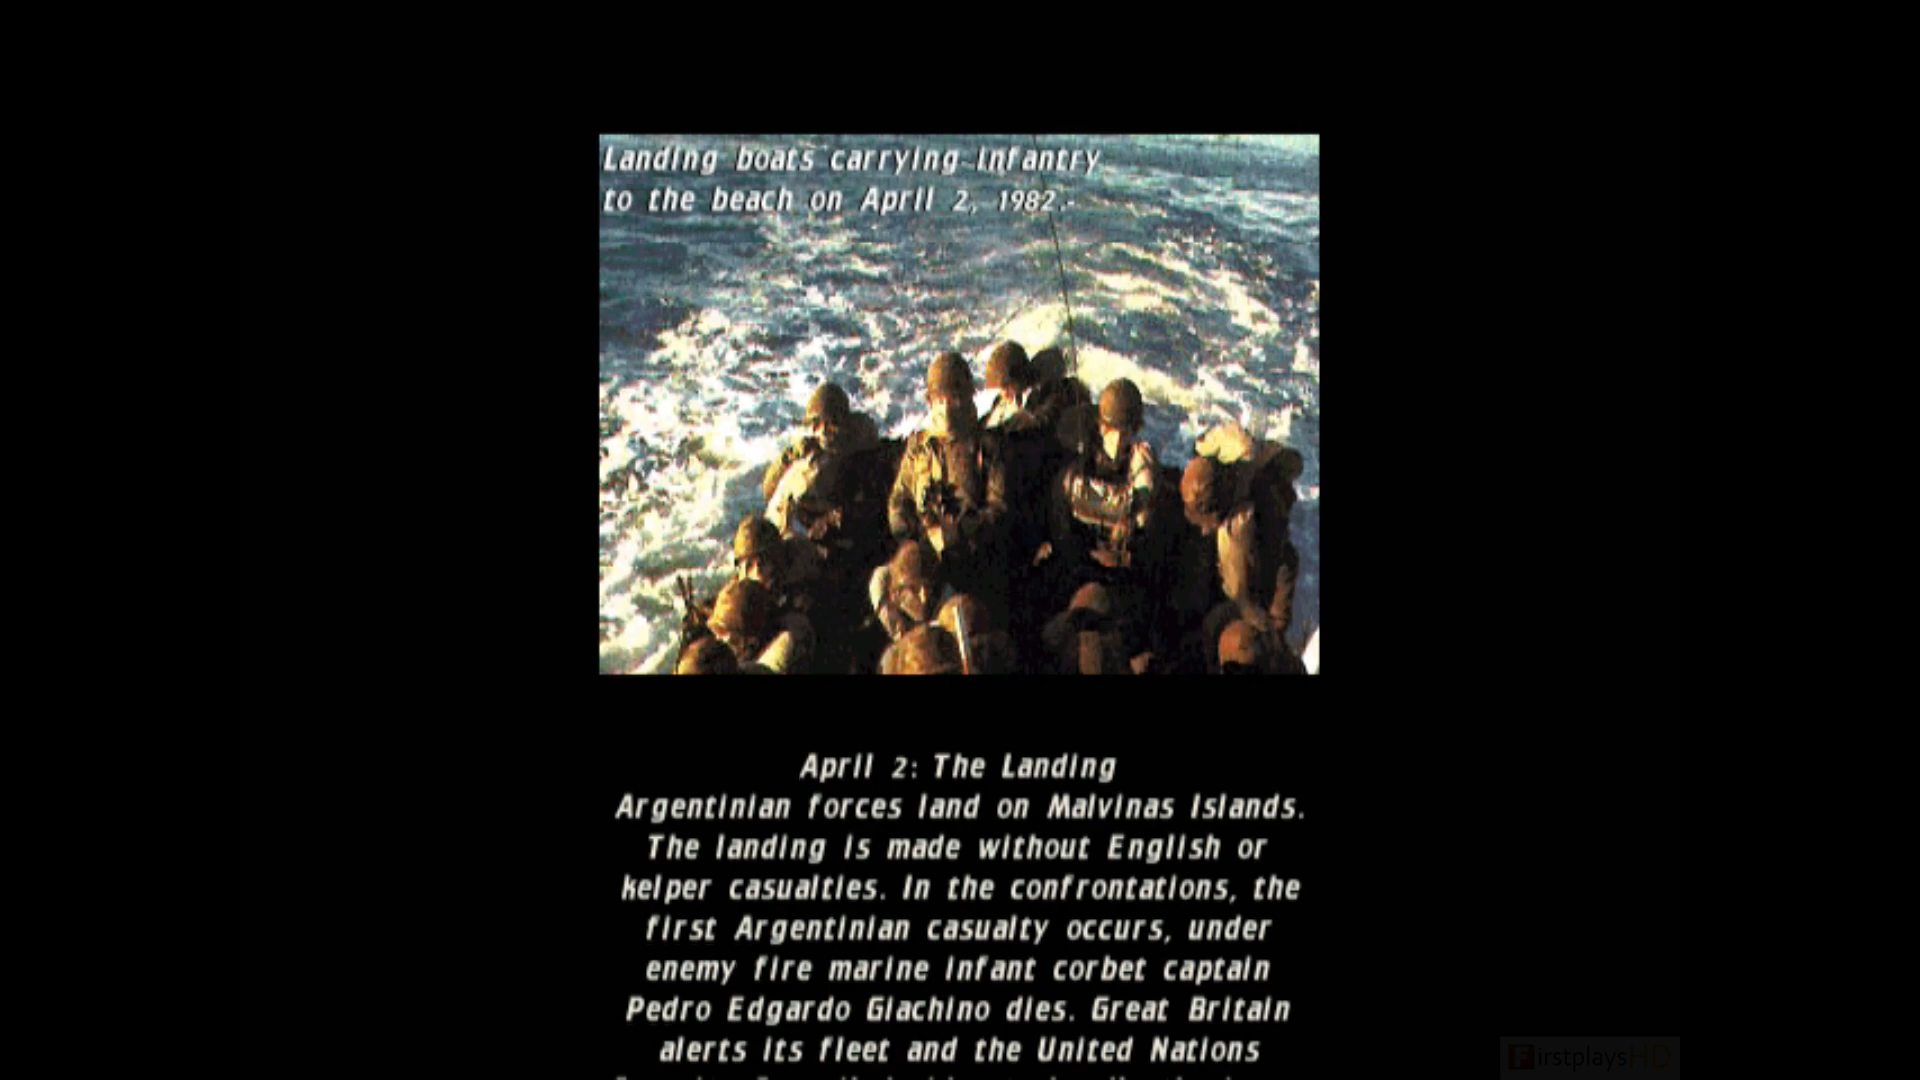 Landing boats carrying infantry
to the beach on April 2, 1982.-
April 2: The Landing
Argentinian forces land on Malvinas Islands.
The landing is made without English or
kelper casualties. In the confrontations, the
first Argentinian casualty occurs, under
enemy fire marine infant corbet captain
Pedro Edgardo Giachino dies. Great Britain
alerts its fleet and the United Nations
FirstplaysHD